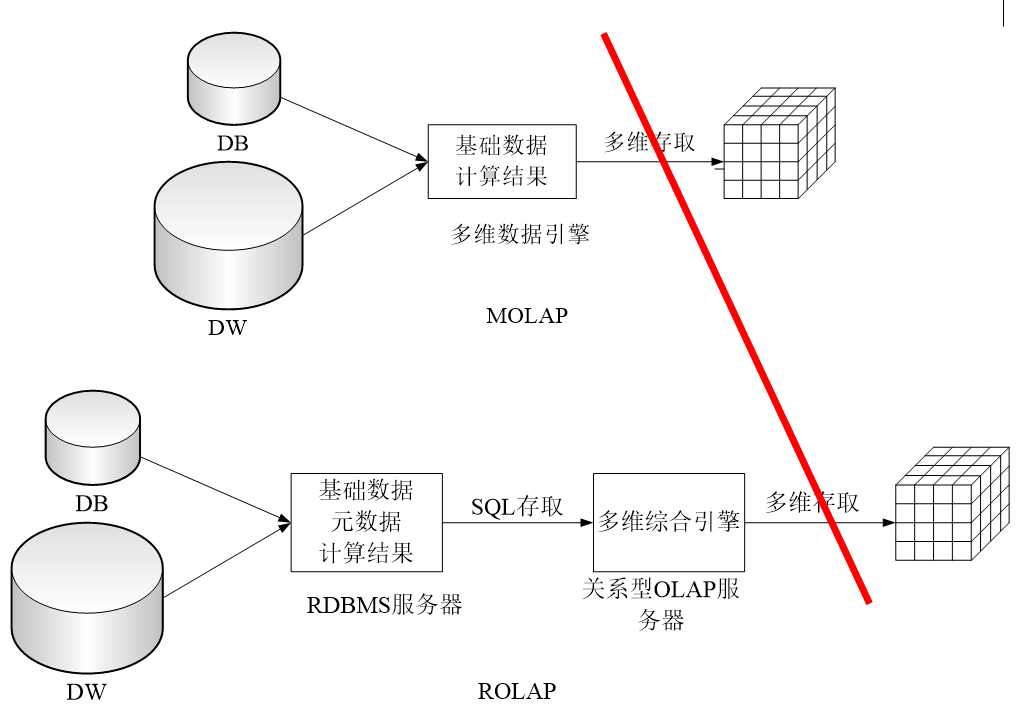 DB
基础数据
计算结果
多维存取
多维数据引擎
DW
MOLAP
DB
基础数据
元数据
计算结果
SQL存取
多维综合引擎
多维存取
RDBMS服务器
关系型OLAP服
务器
DW
ROLAP